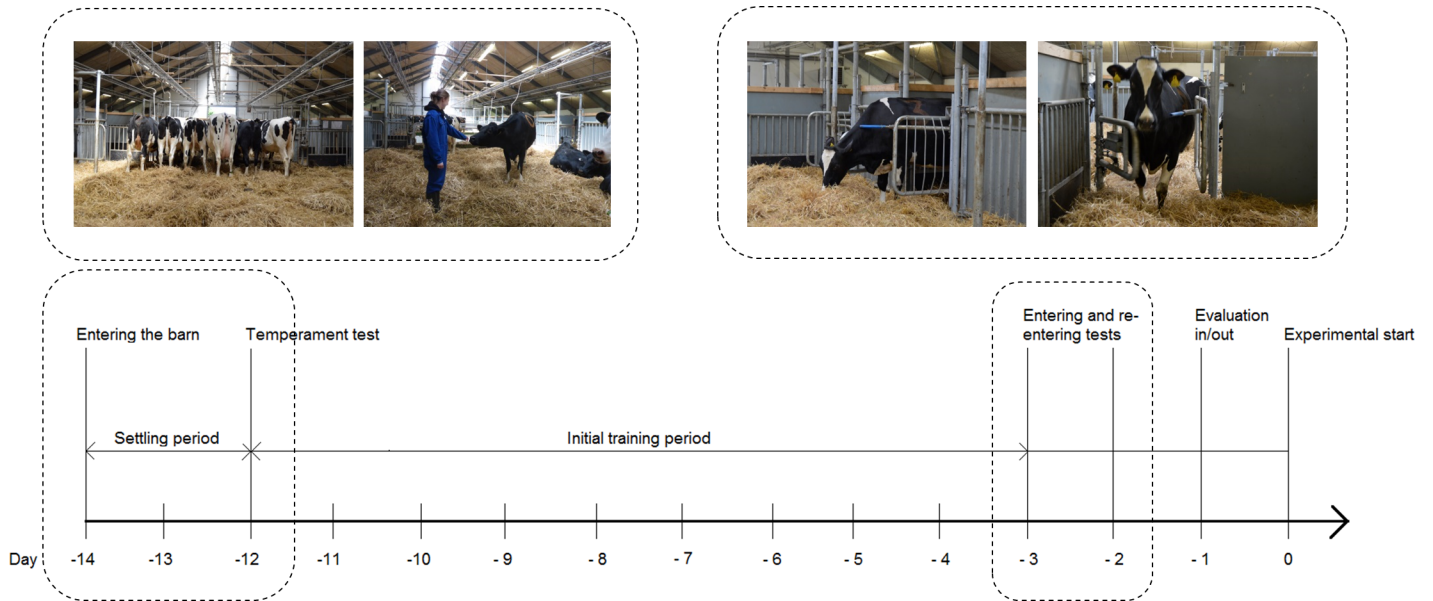 Entering the barn
Temperament test
Entering and re-
entering tests
Evaluation
in/out
Experimental start
Settling period
Initial training period
Day -14 -13 -12 -11 -10 -9 - 8 - 7 - 6 - 5 - 4 - 3 - 2 - 1 0